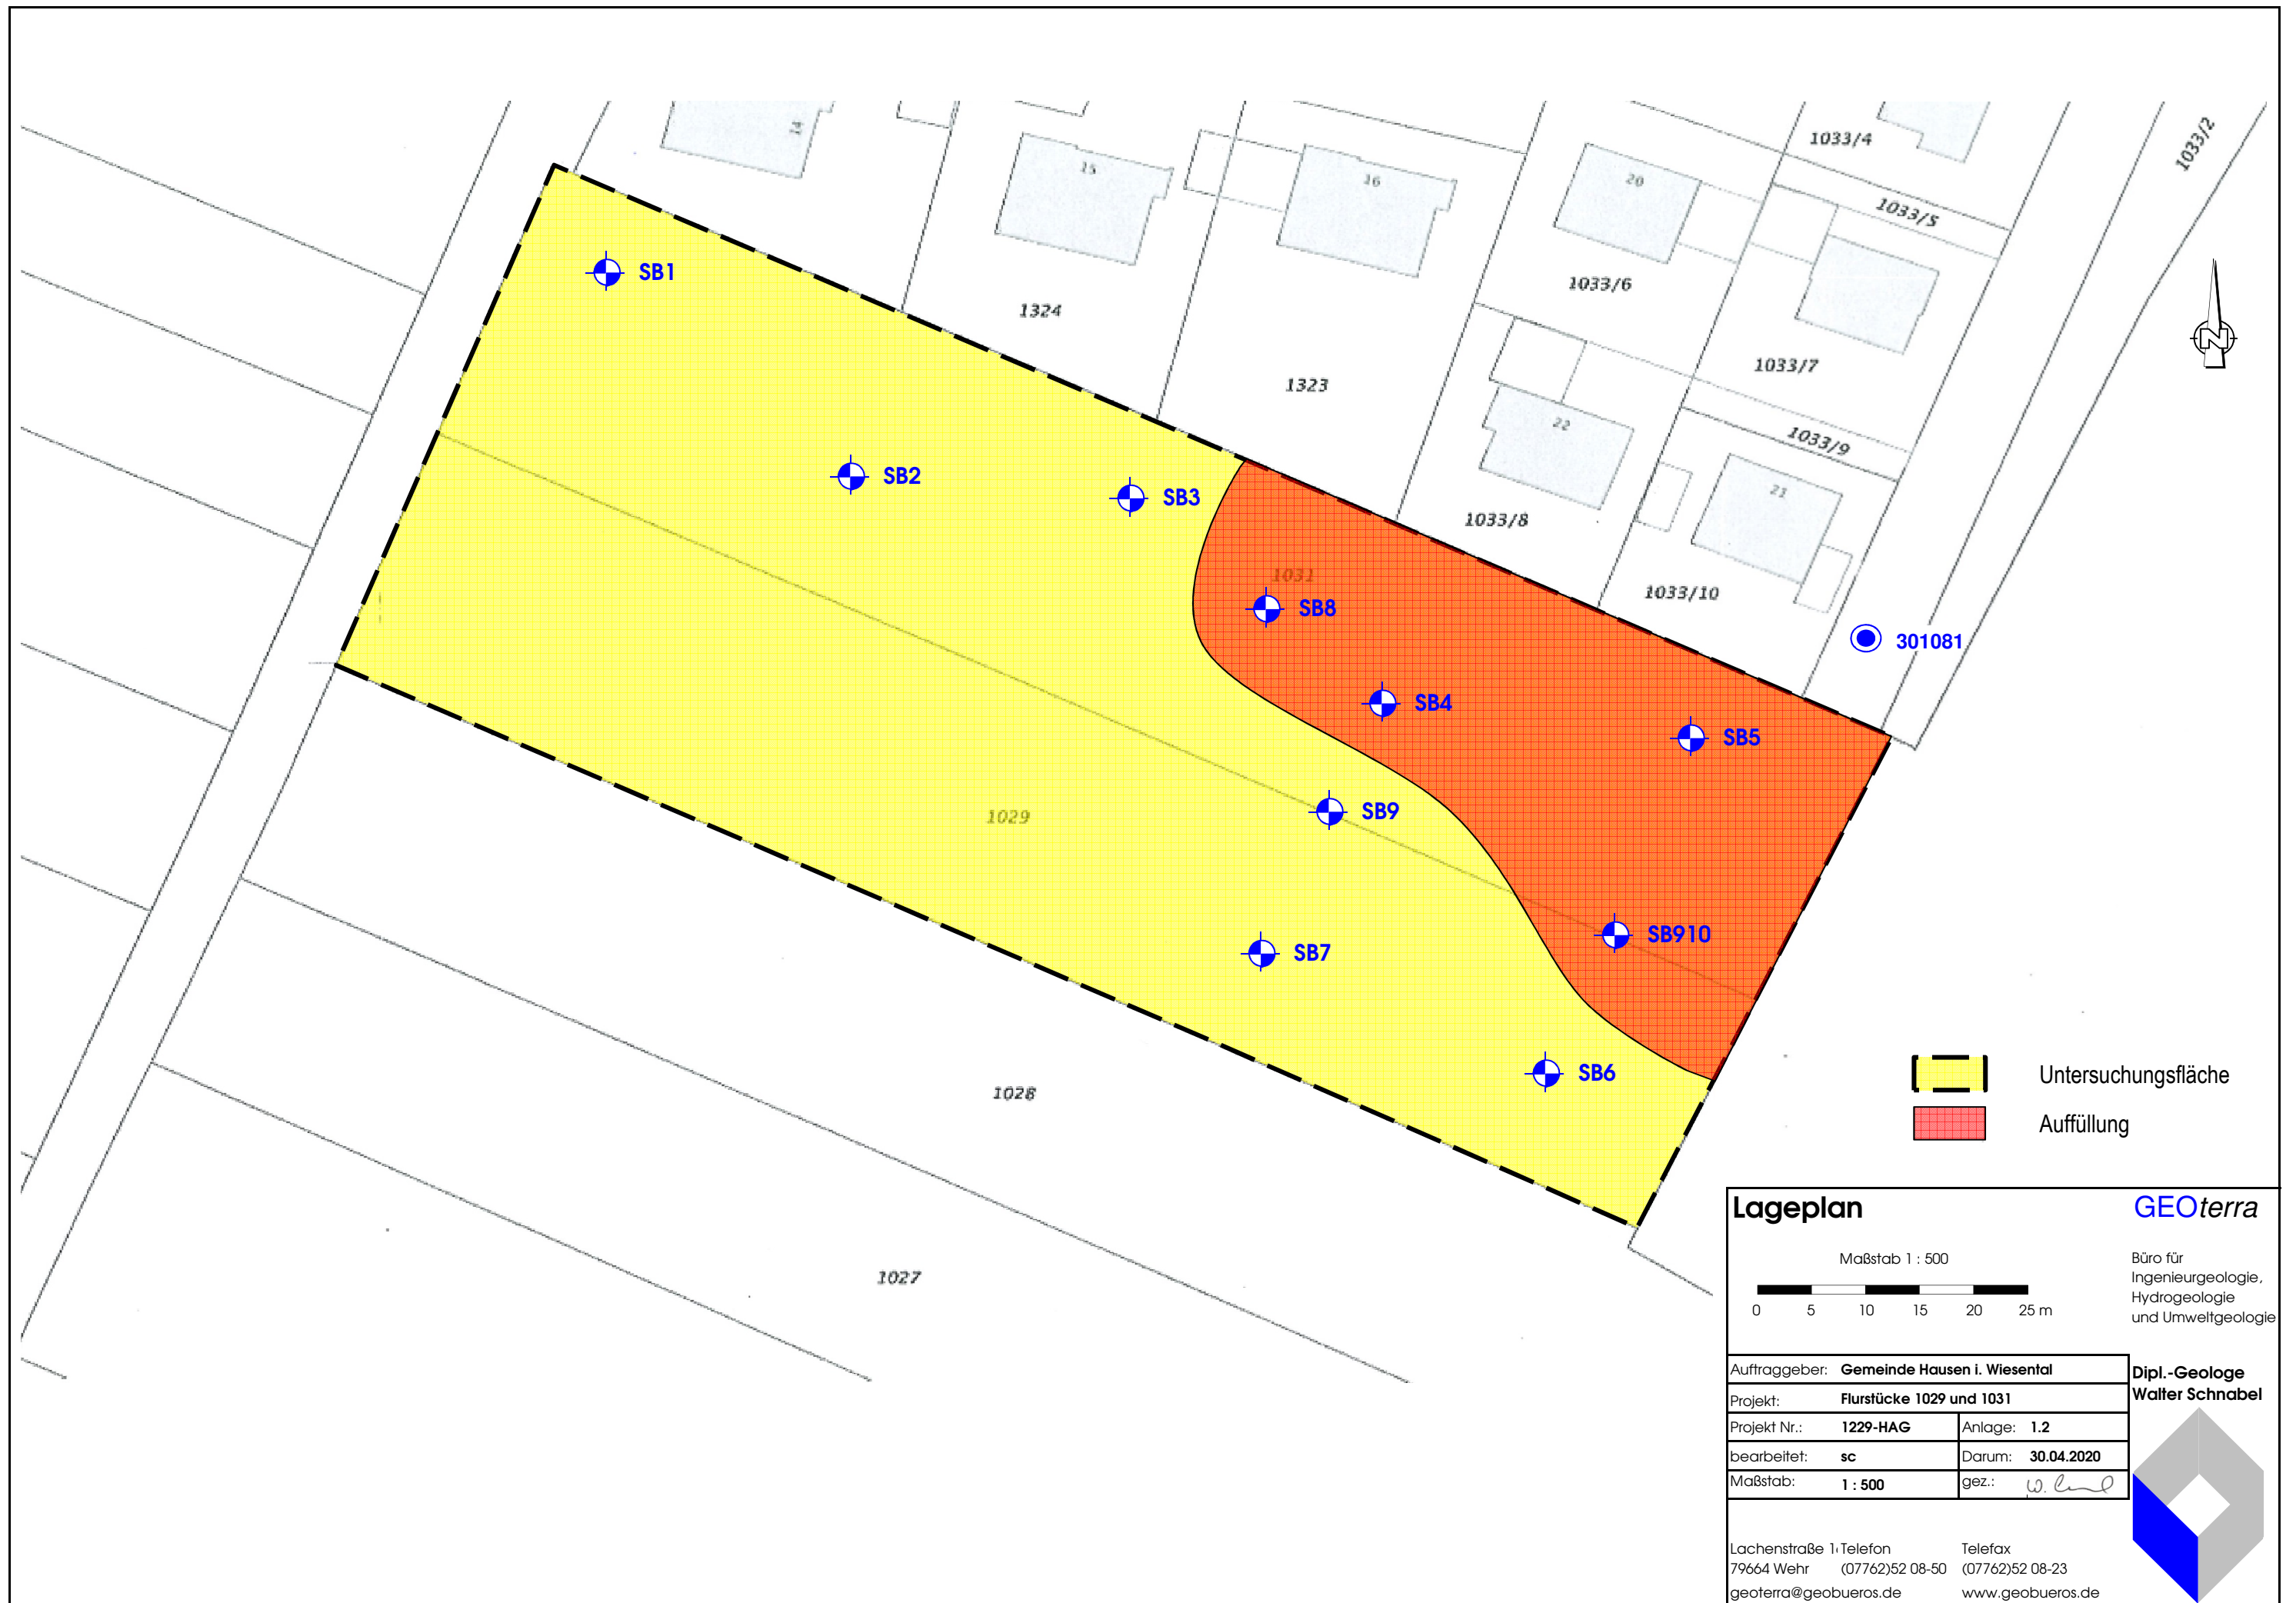 14
15
16
20
1033/4
1033/2
1033/5
SB1
1324
1033/6
1323
1033/7
22
1033/9
SB2
SB3
21
1033/8
1031
1033/10
SB8
301081
SB4
SB5
1029
SB9
SB910
SB7
SB6
1028
1027
Untersuchungsfläche
Auffüllung
N
Lageplan
GEOterra
Maßstab 1 : 500
0 5 10 15 20 25 m
Büro für
Ingenieurgeologie,
Hydrogeologie
und Umweltgeologie
Auftraggeber: Gemeinde Hausen i. Wiesental
Projekt: Flurstücke 1029 und 1031
Projekt Nr.: 1229-HAG Anlage: 1.2
bearbeitet: sc Darum: 30.04.2020
Maßstab: 1 : 500 gez.:
Dipl.-Geologe
Walter Schnabel
Lachenstraße Telefon Telefax
79664 Wehr (07762)52 08-50 (07762)52 08-23
geoterra@geobueros.de www.geobueros.de